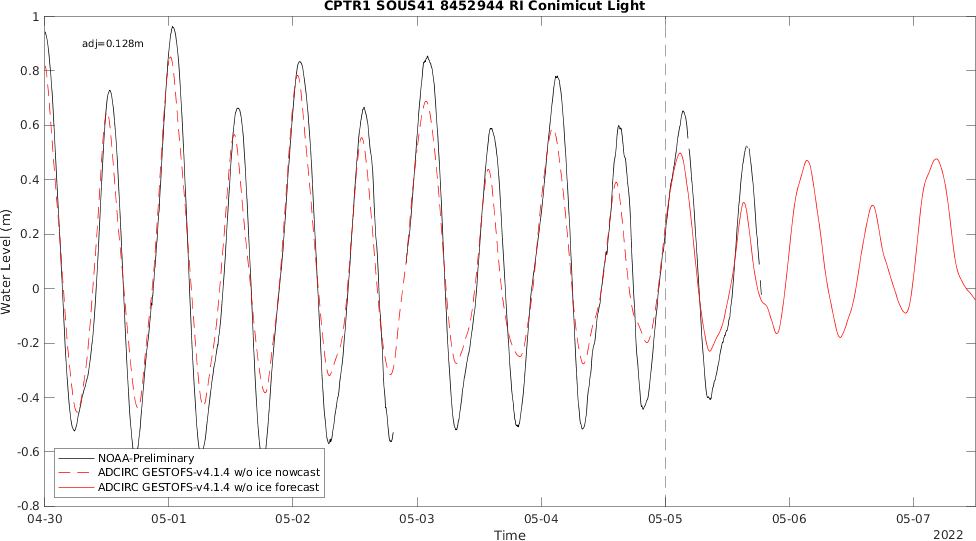 CPTR1 SOUS41 8452944 RI Conimicut Light
adj=0.128m
Water Level (m)
1
0.8
0.6
0.4
0.2
0
-0.2
-0.4
-0.6
-0.8
NOAA-Preliminary
ADCIRC GESTOFS-v4.1.4 w/o ice nowcast
ADCIRC GESTOFS-v4.1.4 w/o ice forecast
04-30 05-01 05-02 05-03 05-04 05-05 05-06 05-07
Time
2022